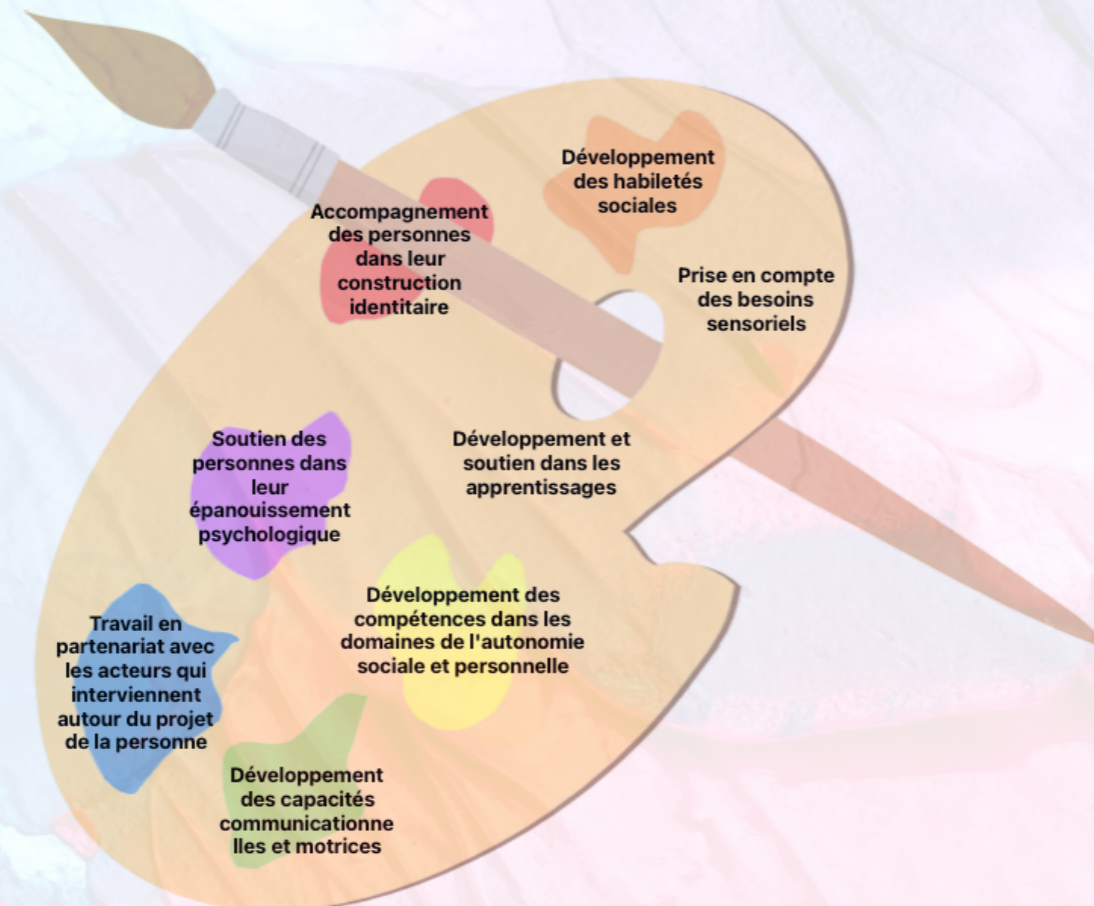 Développement
des habiletés
sociales
Accompagnement
des personnes
dans leur
construction
identitaire
Prise en compte
des besoins
sensoriels
Soutien des
personnes dans
leur
épanouissement
psychologique
Développement et
soutien dans les
apprentissages
Développement des
compétences dans les
domaines de l'autonomie
sociale et personnelle
Travail en
partenariat avec
les acteurs qui
interviennent
autour du projet
de la personne
Développement
des capacités
communicationne
lles et motrices